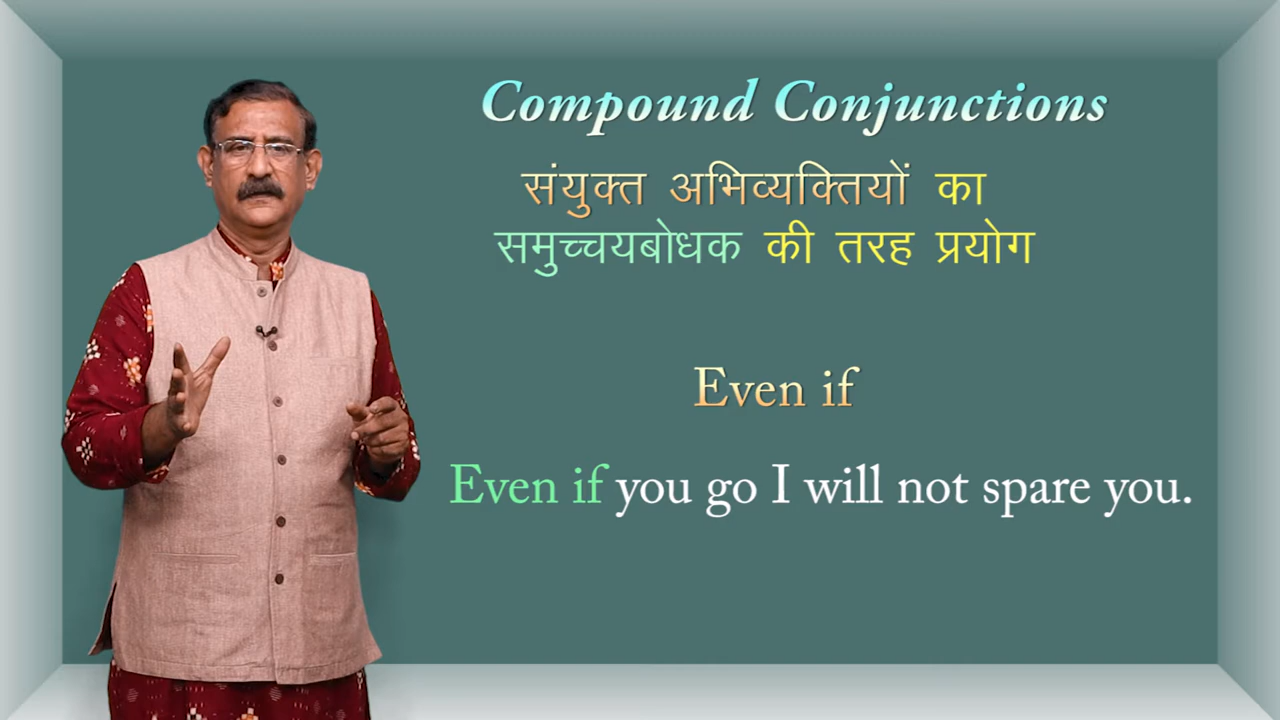 Compound Conjunctions
संयुक्त अभिव्यक्तियों का
समुच्चयबोधक की तरह प्रयोग
Even if
Even if you go I will not spare you.